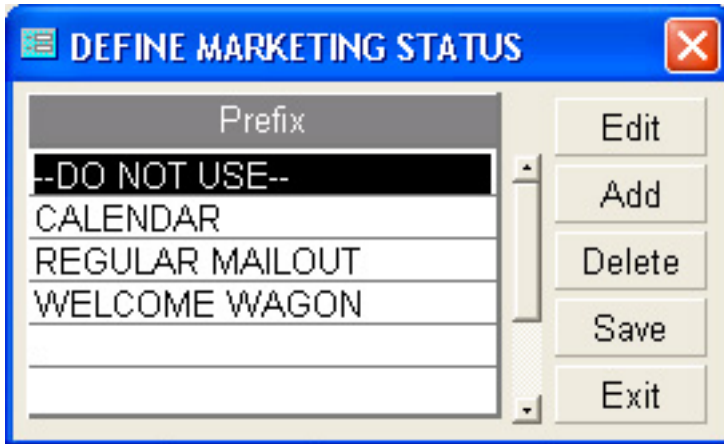 DEFINE MARKETING STATUS
Prefix
--DO NOT USE--
CALENDAR
REGULAR MAILOUT
WELCOME WAGON
Edit
Add
Delete
Save
Exit